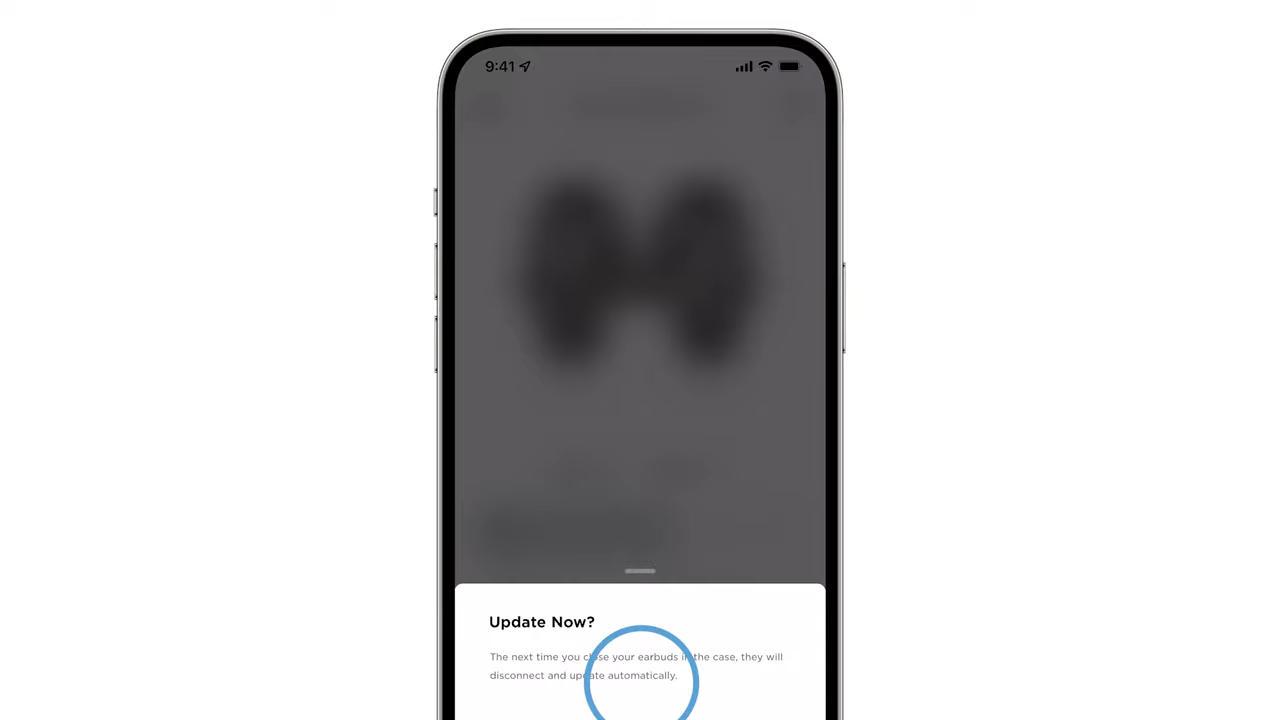 9:41
Update Now?
The next time you close your earbuds in the case, they will
disconnect and update automatically.